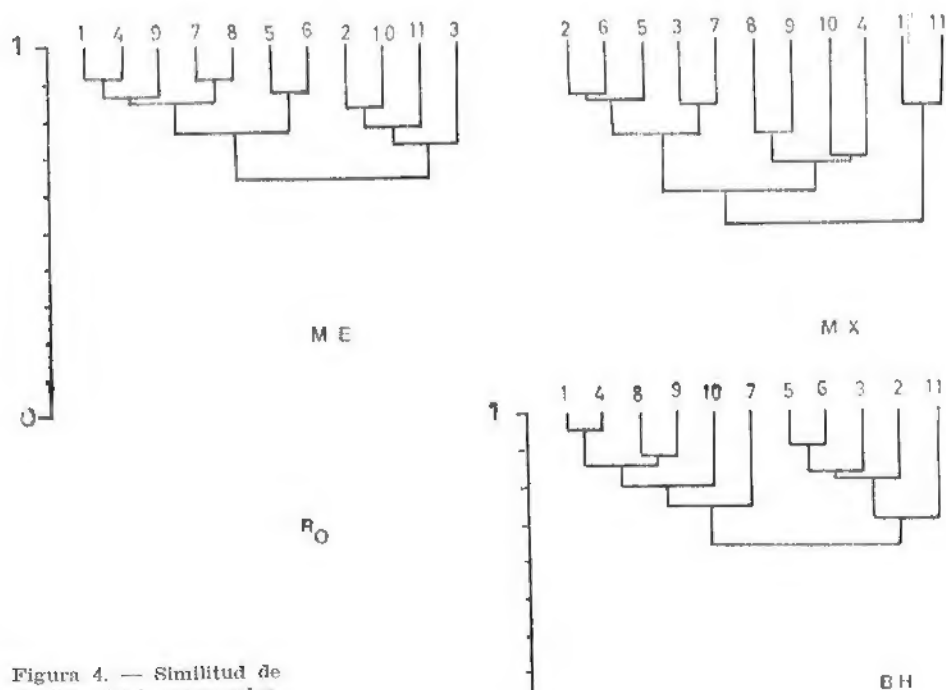 1 4 9 7 8 5 6 2 10 11 3
2 6 5 3 7 8 9 10 4 1 11
1
0
M E
M X
1 4 8 9 10 7 5 6 3 2 11
1
R O
B H
Figura 4. — Similitud de